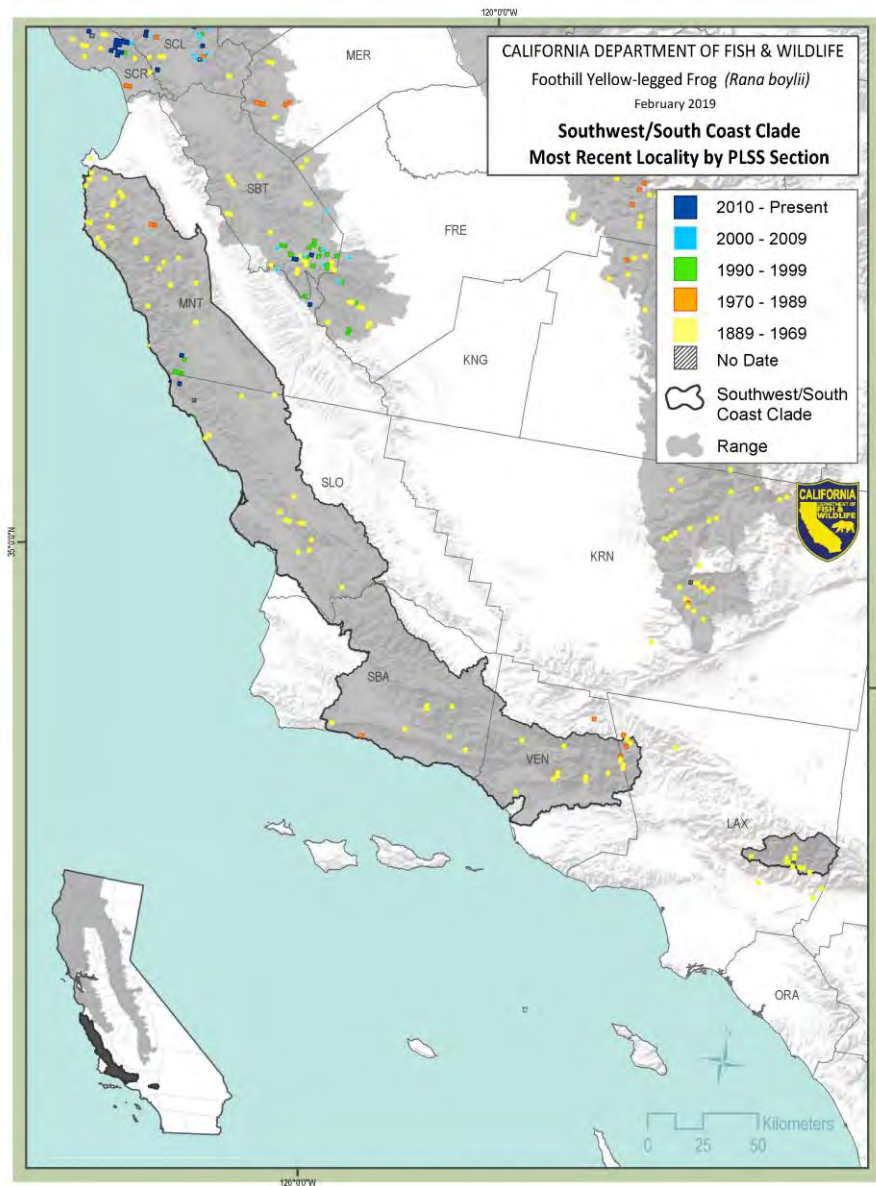 120°0'0"W
CALIFORNIA DEPARTMENT OF FISH & WILDLIFE
Foothill Yellow-legged Frog (Rana boylii)
February 2019
Southwest/South Coast Clade
Most Recent Locality by PLSS Section
2010 - Present
2000 - 2009
1990 - 1999
1970 - 1989
1889 - 1969
No Date
Southwest/South
Coast Clade
Range
CALIFORNIA
DEPARTMENT OF
FISH &
WILDLIFE
SCL
SCR
MER
SBT
FRE
MNT
KNG
SLO
35°0'0"N
KRN
SBA
VEN
LAX
ORA
Kilometers
0 25 50
120°0'0"W